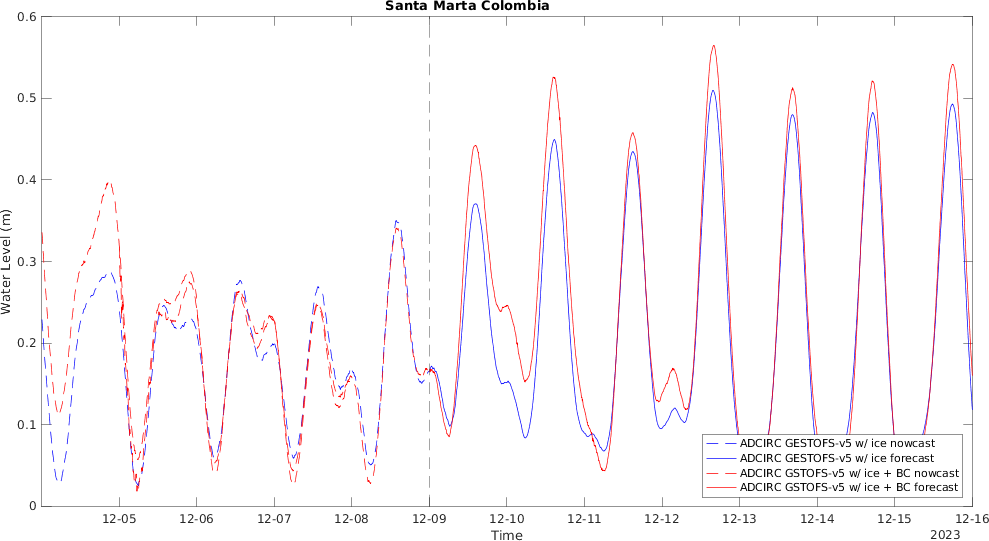 Santa Marta Colombia
0.6
0.5
0.4
0.3
0.2
0.1
0
Water Level (m)
12-05 12-06 12-07 12-08 12-09 12-10 12-11 12-12 12-13 12-14 12-15 12-16
Time
2023
ADCIRC GESTOFS-v5 w/ ice nowcast
ADCIRC GESTOFS-v5 w/ ice forecast
ADCIRC GSTOFS-v5 w/ ice + BC nowcast
ADCIRC GSTOFS-v5 w/ ice + BC forecast